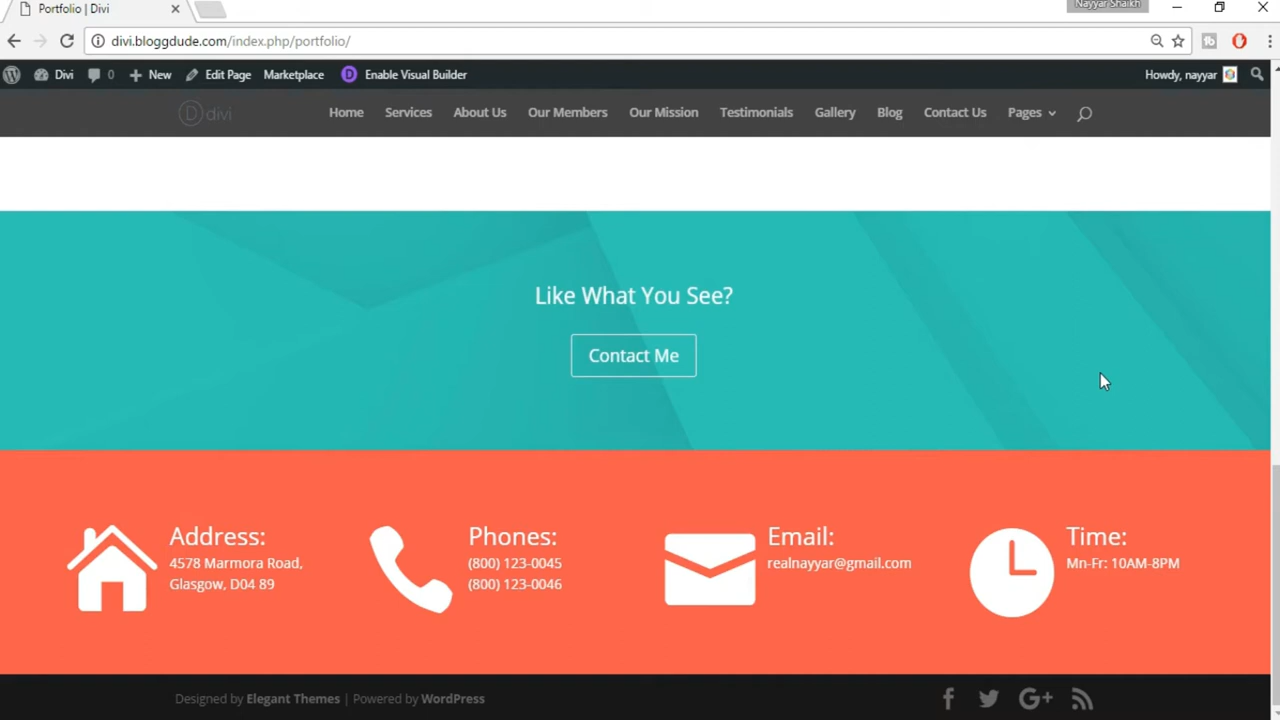 Portfolio | Divi
Nayyar Shaikh
divi.bloggdude.com/index.php/portfolio/
Divi 0 New Edit Page Marketplace D Enable Visual Builder Howdy, nayyar
D divi Home Services About Us Our Members Our Mission Testimonials Gallery Blog Contact Us Pages
Like What You See?
Contact Me
Address:
4578 Marmora Road,
Glasgow, D04 89
Phones:
(800) 123-0045
(800) 123-0046
Email:
realnayyar@gmail.com
Time:
Mn-Fr: 10AM-8PM
Designed by Elegant Themes | Powered by WordPress